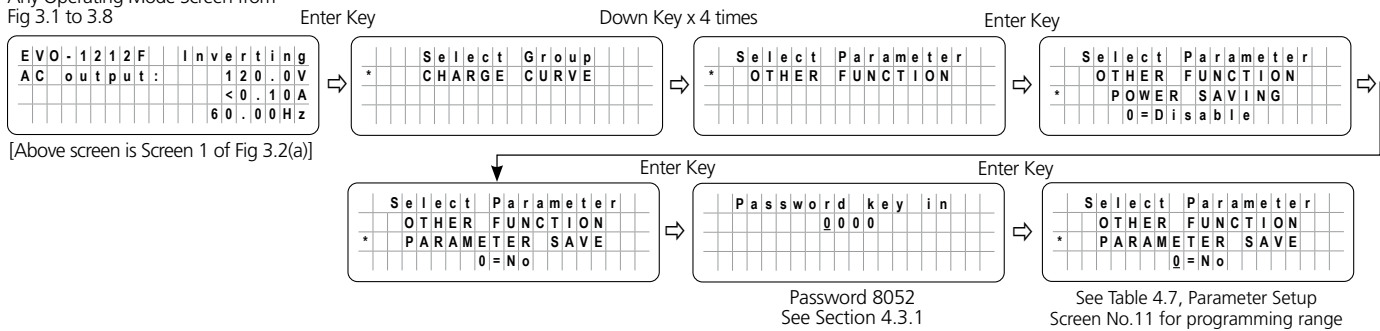 Any Operating Mode Screen from
Fig 3.1 to 3.8
Enter Key
Down Key x 4 times
Enter Key
EVO-1212F Inverting
AC output: 120.0V
<0.10A
60.00Hz
Select Group
* CHARGE CURVE
Select Parameter
* OTHER FUNCTION
Select Parameter
OTHER FUNCTION
* POWER SAVING
0=Disable
[Above screen is Screen 1 of Fig 3.2(a)]
Enter Key
Enter Key
Select Parameter
OTHER FUNCTION
* PARAMETER SAVE
0=No
Password key in
0000
Select Parameter
OTHER FUNCTION
* PARAMETER SAVE
0=No
Password 8052
See Section 4.3.1
See Table 4.7, Parameter Setup
Screen No.11 for programming range